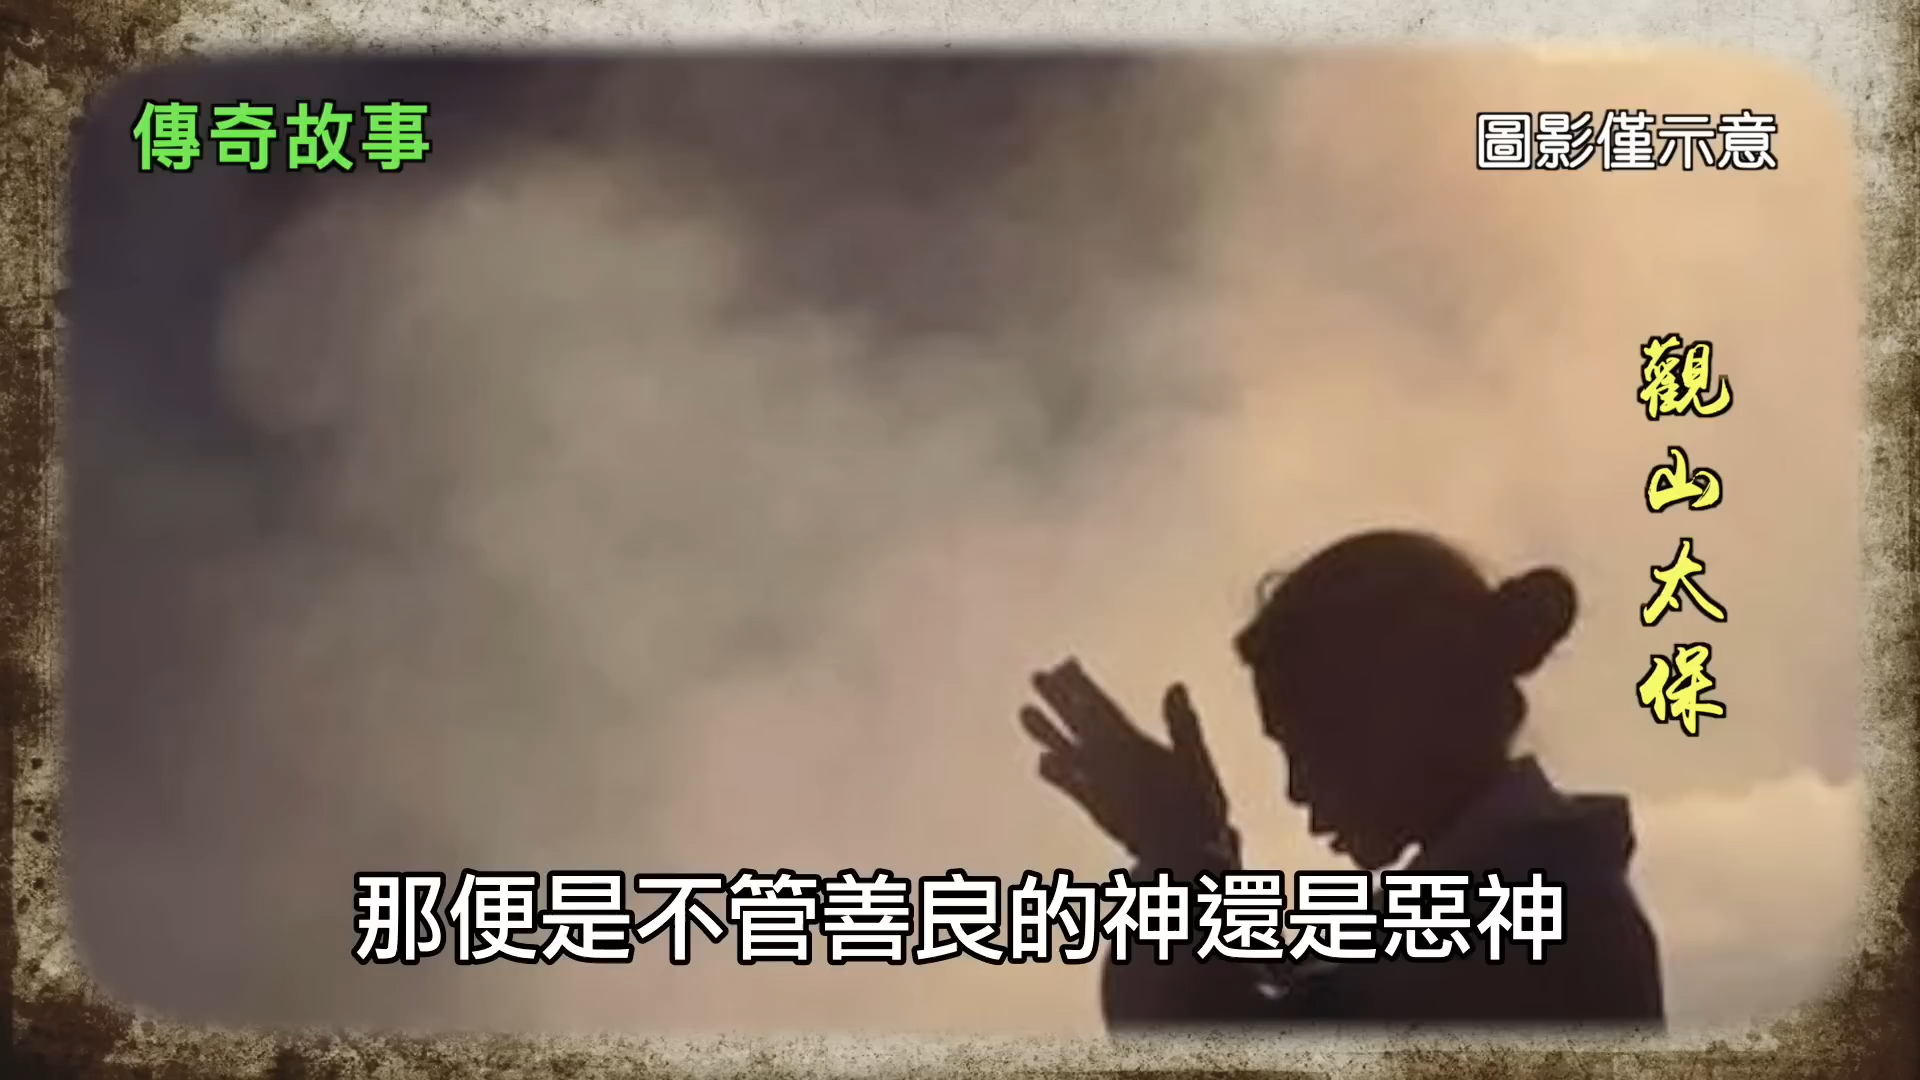 傳奇故事
圖影僅示意
觀山太保
那便是不管善良的神還是惡神